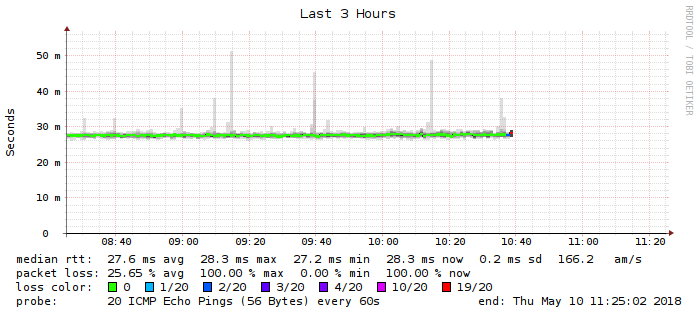 Last 3 Hours
RRDTOOL / TOBI OETIKER
Seconds
50 m
40 m
30 m
20 m
10 m
0
08:40 09:00 09:20 09:40 10:00 10:20 10:40 11:00 11:20
median rtt: 27.6 ms avg 28.3 ms max 27.2 ms min 28.3 ms now 0.2 ms sd 166.2 am/s
packet loss: 25.65 % avg 100.00 % max 0.00 % min 100.00 % now
loss color: 0 1/20 2/20 3/20 4/20 10/20 19/20
probe: 20 ICMP Echo Pings (56 Bytes) every 60s end: Thu May 10 11:25:02 2018